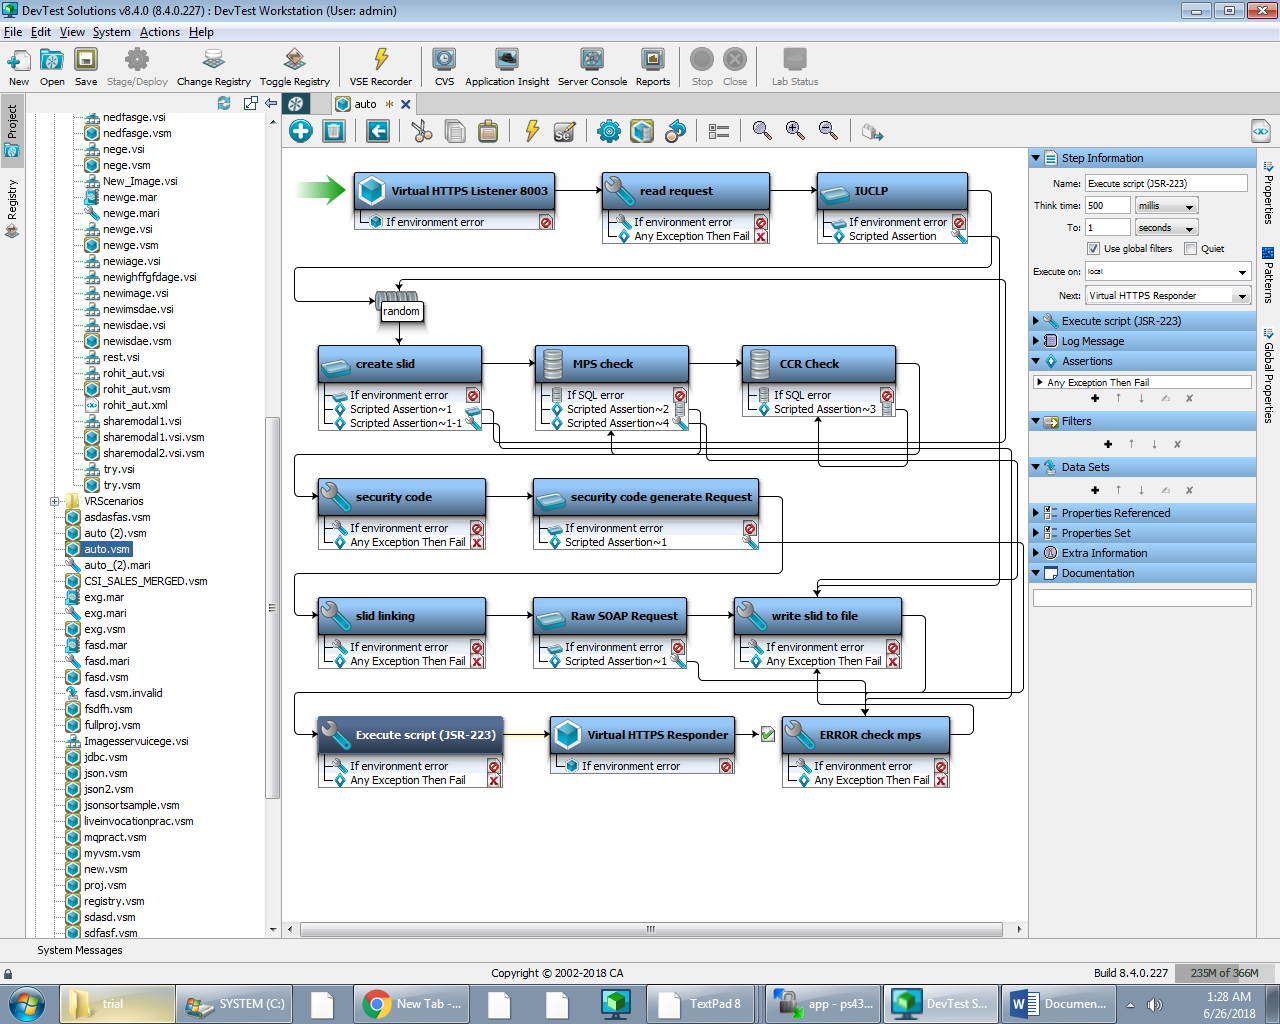 DevTest Solutions v8.4.0 (8.4.0.227) : DevTest Workstation (User: admin)
File Edit View System Actions Help
New Open Save Stage/Deploy Change Registry Toggle Registry VSE Recorder CVS Application Insight Server Console Reports Stop Close Lab Status
Project
Registry
nedfasge.vsi
nedfasge.vsm
nege.vsi
nege.vsm
New_Image.vsi
newge.mar
newge.mari
newge.vsi
newge.vsm
newiage.vsi
newighffgfdage.vsi
newimage.vsi
newimsdae.vsi
newisdae.vsi
newisdae.vsm
rest.vsi
rohit_aut.vsi
rohit_aut.vsm
rohit_aut.xml
sharemodal1.vsi
sharemodal1.vsi.vsm
sharemodal2.vsi.vsm
try.vsi
try.vsm
VRScenarios
asdasfas.vsm
auto (2).vsm
auto.vsm
auto_(2).mari
CSI_SALES_MERGED.vsm
exg.mar
exg.mari
exg.vsm
fasd.mar
fasd.mari
fasd.vsm
fasd.vsm.invalid
fsdfh.vsm
fullproj.vsm
Imagesservuicege.vsi
jdbc.vsm
json.vsm
json2.vsm
jsonsortsample.vsm
liveinvocationprac.vsm
mqpract.vsm
myvsm.vsm
new.vsm
proj.vsm
registry.vsm
sdasd.vsm
sdfasf.vsm
auto
Virtual HTTPS Listener 8003
If environment error
read request
If environment error
Any Exception Then Fail
IUCLP
If environment error
Scripted Assertion
random
create slid
If environment error
Scripted Assertion~1
Scripted Assertion~1-1
MPS check
If SQL error
Scripted Assertion~2
Scripted Assertion~4
CCR Check
If SQL error
Scripted Assertion~3
security code
If environment error
Any Exception Then Fail
security code generate Request
If environment error
Scripted Assertion~1
slid linking
If environment error
Any Exception Then Fail
Raw SOAP Request
If environment error
Scripted Assertion~1
write slid to file
If environment error
Any Exception Then Fail
Execute script (JSR-223)
If environment error
Any Exception Then Fail
Virtual HTTPS Responder
If environment error
ERROR check mps
If environment error
Any Exception Then Fail
Step Information
Name: Execute script (JSR-223)
Think time: 500 millis
To: 1 seconds
Use global filters Quiet
Execute on: local
Next: Virtual HTTPS Responder
Execute script (JSR-223)
Log Message
Assertions
Any Exception Then Fail
Filters
Data Sets
Properties Referenced
Properties Set
Extra Information
Documentation
Properties
Patterns
Global Properties
System Messages
Copyright © 2002-2018 CA
Build 8.4.0.227 235M of 366M
trial SYSTEM (C:) New Tab -... TextPad 8 app - ps43... DevTest S... Documen...
1:28 AM
6/26/2018